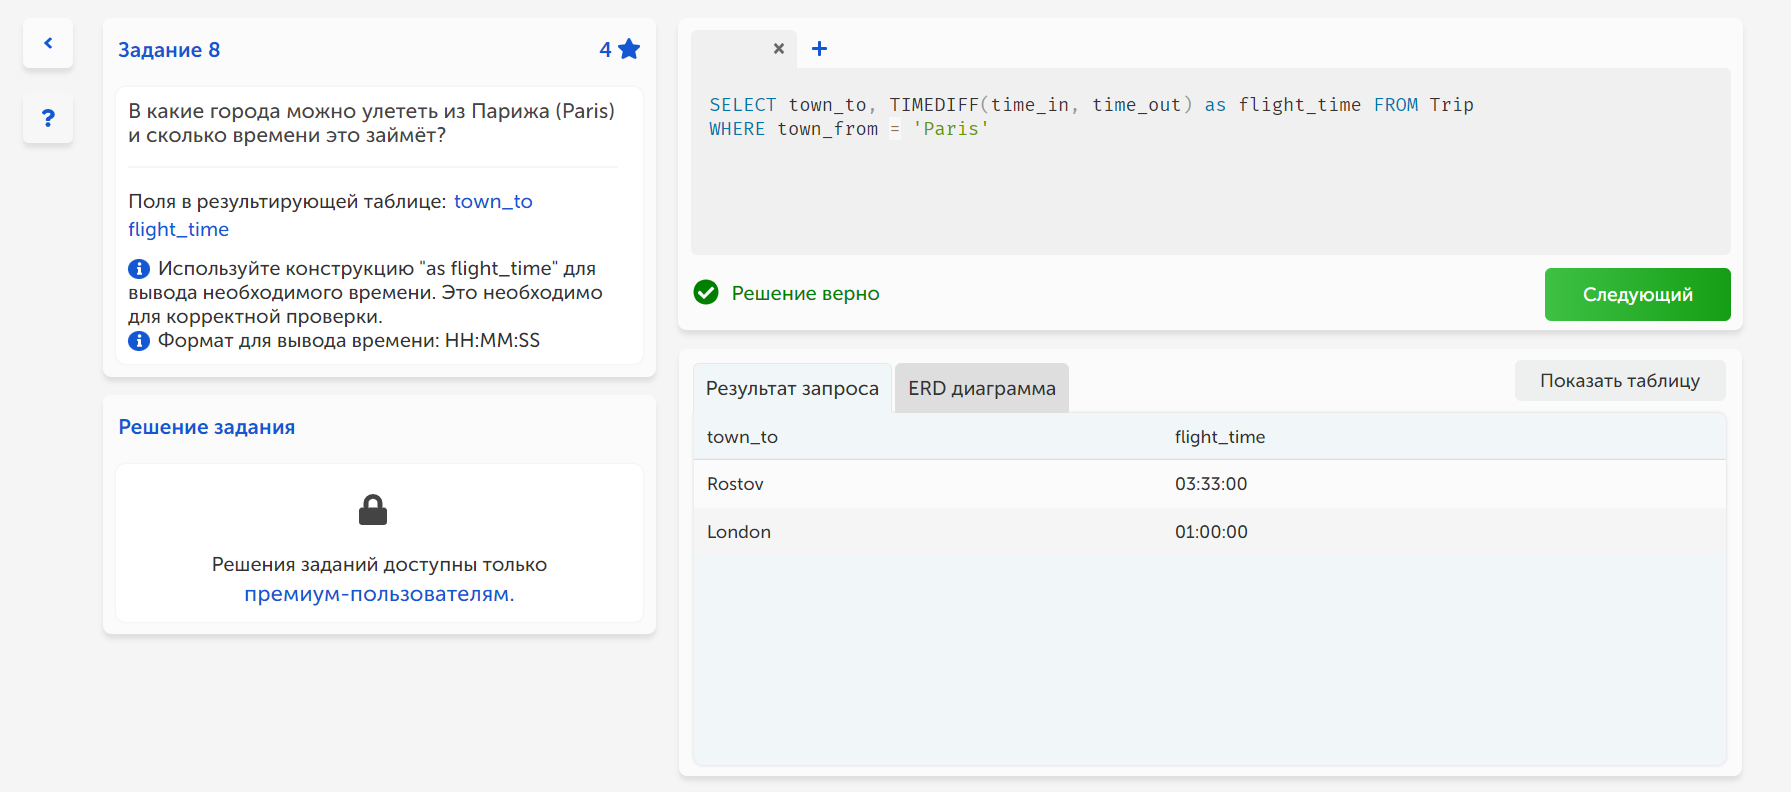 Задание 8
4
В какие города можно улететь из Парижа (Paris)
и сколько времени это займёт?
Поля в результирующей таблице: town_to
flight_time
Используйте конструкцию "as flight_time" для
вывода необходимого времени. Это необходимо
для корректной проверки.
Формат для вывода времени: HH:MM:SS
Решение задания
Решения заданий доступны только
премиум-пользователям.
SELECT town_to, TIMEDIFF(time_in, time_out) as flight_time FROM Trip
WHERE town_from = 'Paris'
Решение верно
Следующий
Результат запроса
ERD диаграмма
Показать таблицу
town_to flight_time
Rostov 03:33:00
London 01:00:00